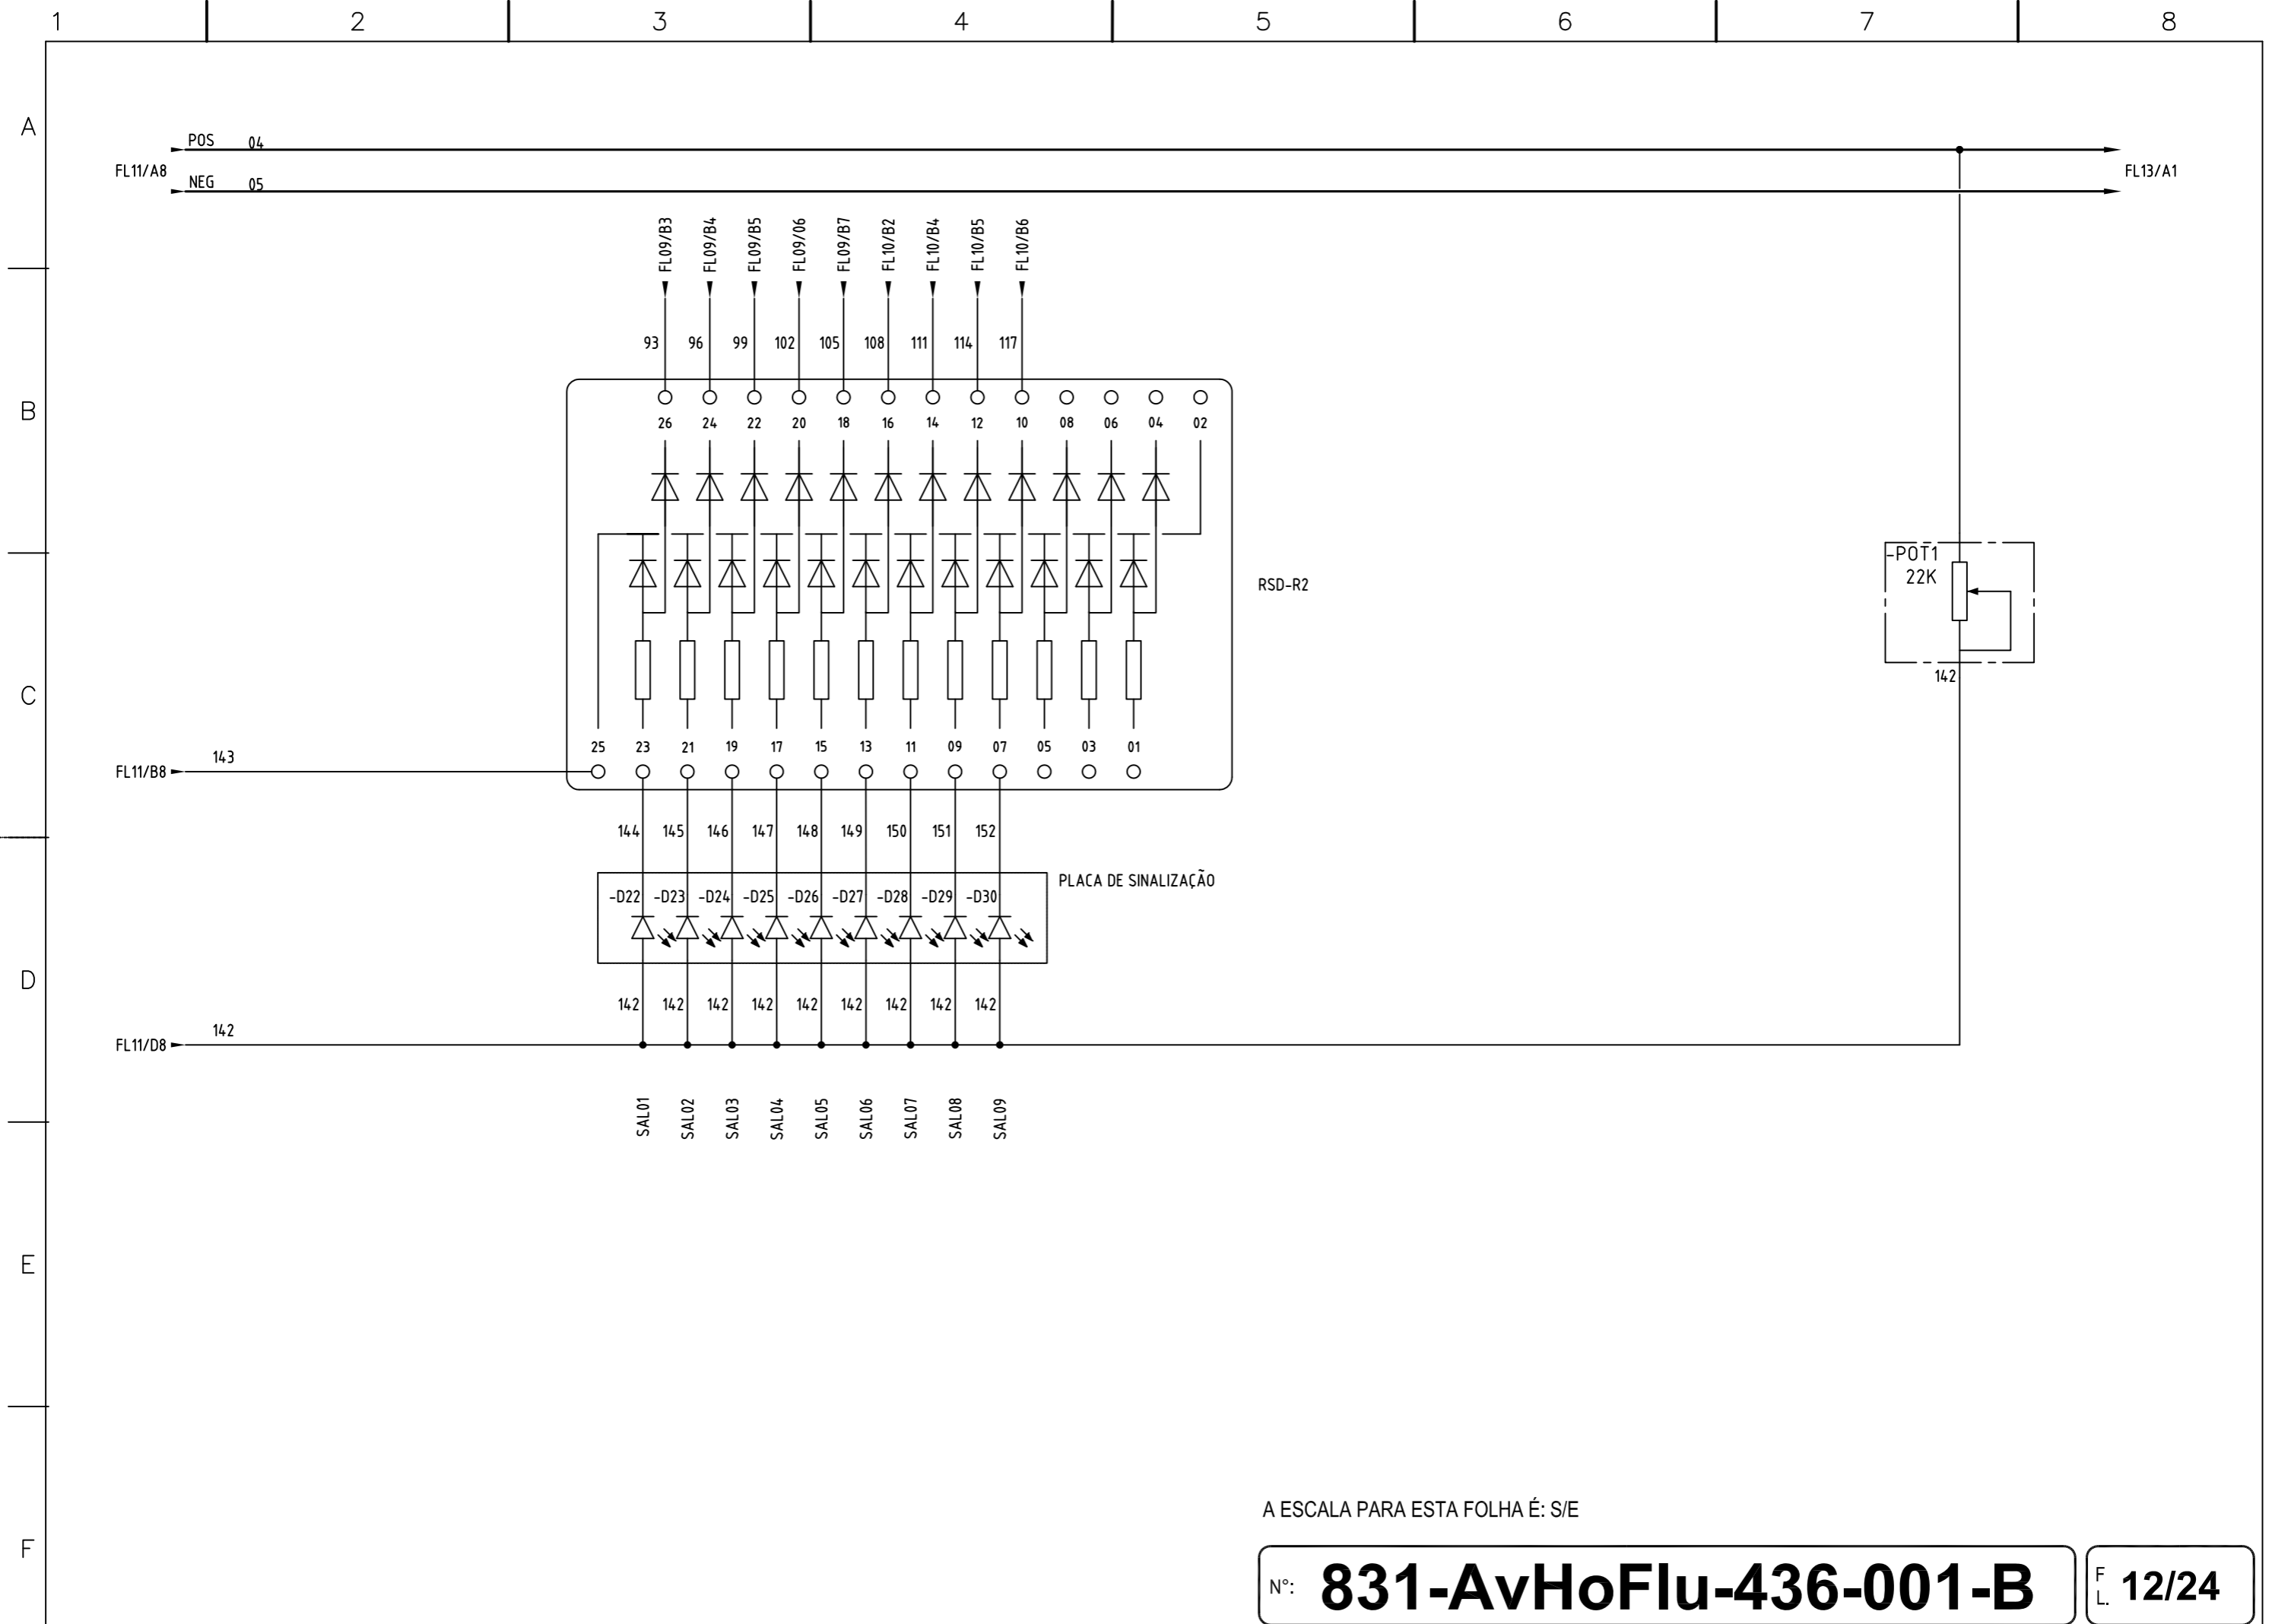 1 2 3 4 5 6 7 8
A
POS 04
FL11/A8
FL13/A1
NEG 05
FL09/B3 FL09/B4 FL09/B5 FL09/06 FL09/B7 FL10/B2 FL10/B4 FL10/B5 FL10/B6
93 96 99 102 105 108 111 114 117
B
26 24 22 20 18 16 14 12 10 08 06 04 02
-POT1
22K
RSD-R2
142
C
25 23 21 19 17 15 13 11 09 07 05 03 01
143
FL11/B8
144 145 146 147 148 149 150 151 152
PLACA DE SINALIZAÇÃO
-D22 -D23 -D24 -D25 -D26 -D27 -D28 -D29 -D30
D
142 142 142 142 142 142 142 142 142
142
FL11/D8
SAL01 SAL02 SAL03 SAL04 SAL05 SAL06 SAL07 SAL08 SAL09
E
A ESCALA PARA ESTA FOLHA É: S/E
F
N°: 831-AvHoFlu-436-001-B
F
L. 12/24